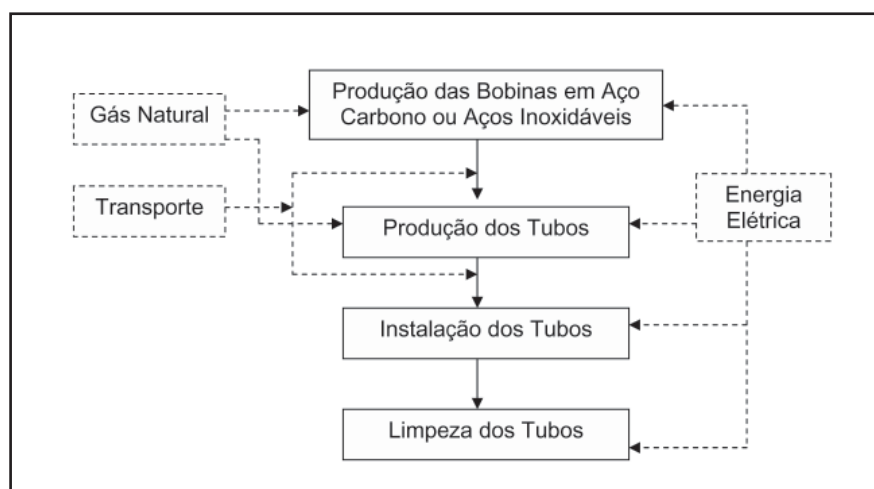 Produção das Bobinas em Aço
Carbono ou Aços Inoxidáveis
Gás Natural
Transporte
Energia
Elétrica
Produção dos Tubos
Instalação dos Tubos
Limpeza dos Tubos